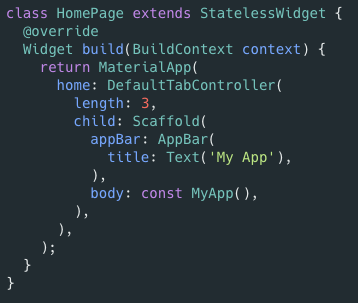 class HomePage extends StatelessWidget {
  @override
  Widget build(BuildContext context) {
    return MaterialApp(
      home: DefaultTabController(
        length: 3,
        child: Scaffold(
          appBar: AppBar(
            title: Text('My App'),
          ),
          body: const MyApp(),
        ),
      ),
    );
  }
}